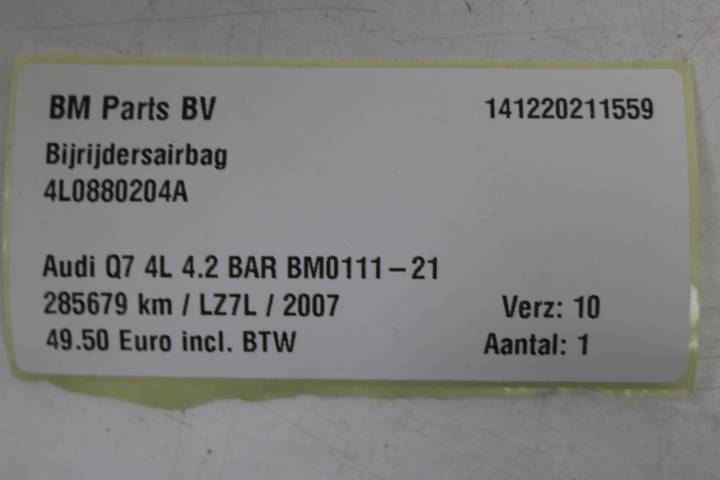 BM Parts BV 141220211559
Bijrijdersairbag
4L0880204A
Audi Q7 4L 4.2 BAR BM0111-21
285679 km / LZ7L / 2007 Verz: 10
49.50 Euro incl. BTW Aantal: 1